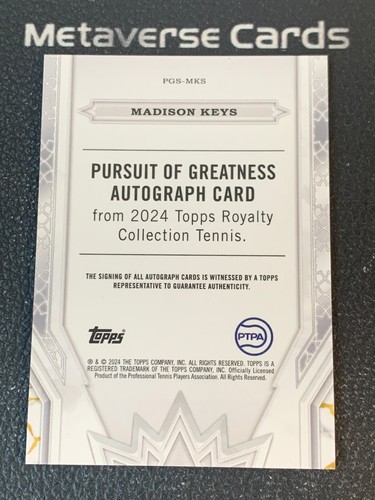 Metaverse Cards
PGS-MKS
MADISON KEYS
PURSUIT OF GREATNESS
AUTOGRAPH CARD
from 2024 Topps Royalty
Collection Tennis.
THE SIGNING OF ALL AUTOGRAPH CARDS IS WITNESSED BY A TOPPS
REPRESENTATIVE TO GUARANTEE AUTHENTICITY.
Topps
PTPA
® & © 2024 THE TOPPS COMPANY, INC. ALL RIGHTS RESERVED. TOPPS IS A
REGISTERED TRADEMARK OF THE TOPPS COMPANY, INC. Officially Licensed
Product of the Professional Tennis Players Association. All Rights Reserved.